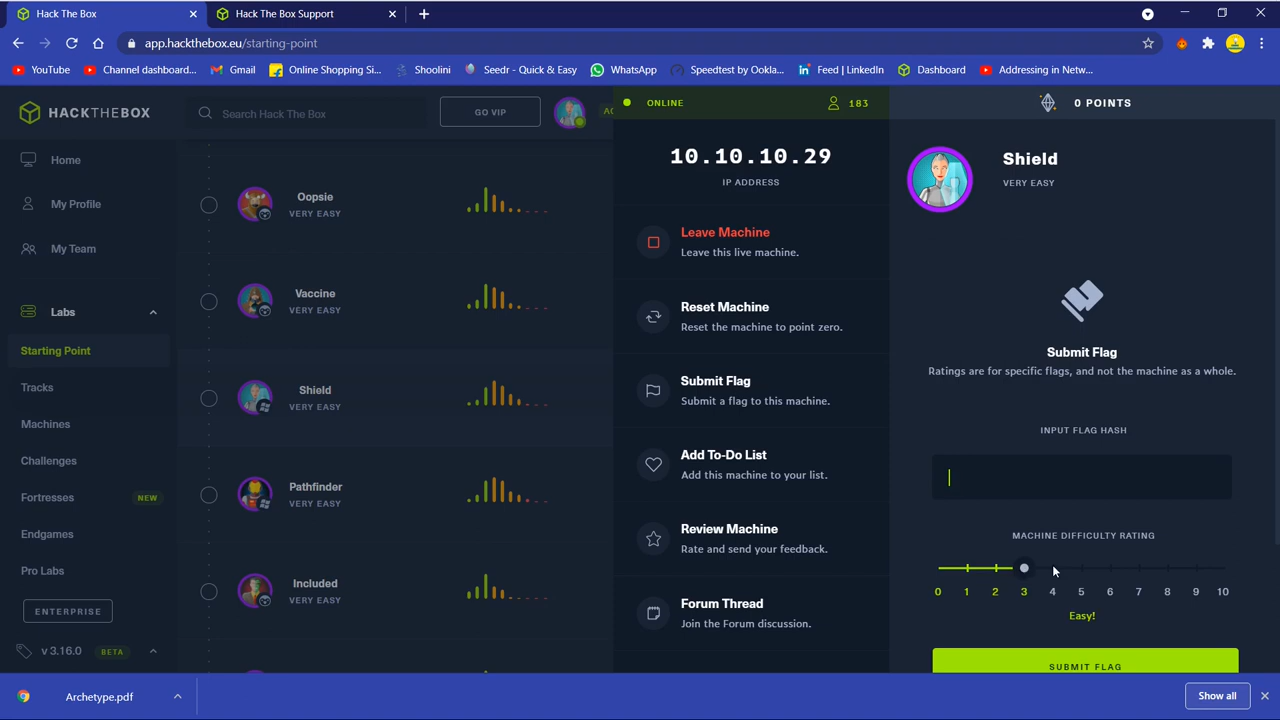 Hack The Box
Hack The Box Support
app.hackthebox.eu/starting-point
YouTube
Channel dashboard...
Gmail
Online Shopping Si...
Shoolini
Seedr - Quick & Easy
WhatsApp
Speedtest by Ookla...
Feed | LinkedIn
Dashboard
Addressing in Netw...
HACKTHEBOX
Search Hack The Box
GO VIP
Home
My Profile
My Team
Labs
Starting Point
Tracks
Machines
Challenges
Fortresses NEW
Endgames
Pro Labs
ENTERPRISE
v 3.16.0 BETA
Oopsie
VERY EASY
Vaccine
VERY EASY
Shield
VERY EASY
Pathfinder
VERY EASY
Included
VERY EASY
ONLINE 183
10.10.10.29
IP ADDRESS
Leave Machine
Leave this live machine.
Reset Machine
Reset the machine to point zero.
Submit Flag
Submit a flag to this machine.
Add To-Do List
Add this machine to your list.
Review Machine
Rate and send your feedback.
Forum Thread
Join the Forum discussion.
0 POINTS
Shield
VERY EASY
Submit Flag
Ratings are for specific flags, and not the machine as a whole.
INPUT FLAG HASH
MACHINE DIFFICULTY RATING
0 1 2 3 4 5 6 7 8 9 10
Easy!
SUBMIT FLAG
Archetype.pdf
Show all